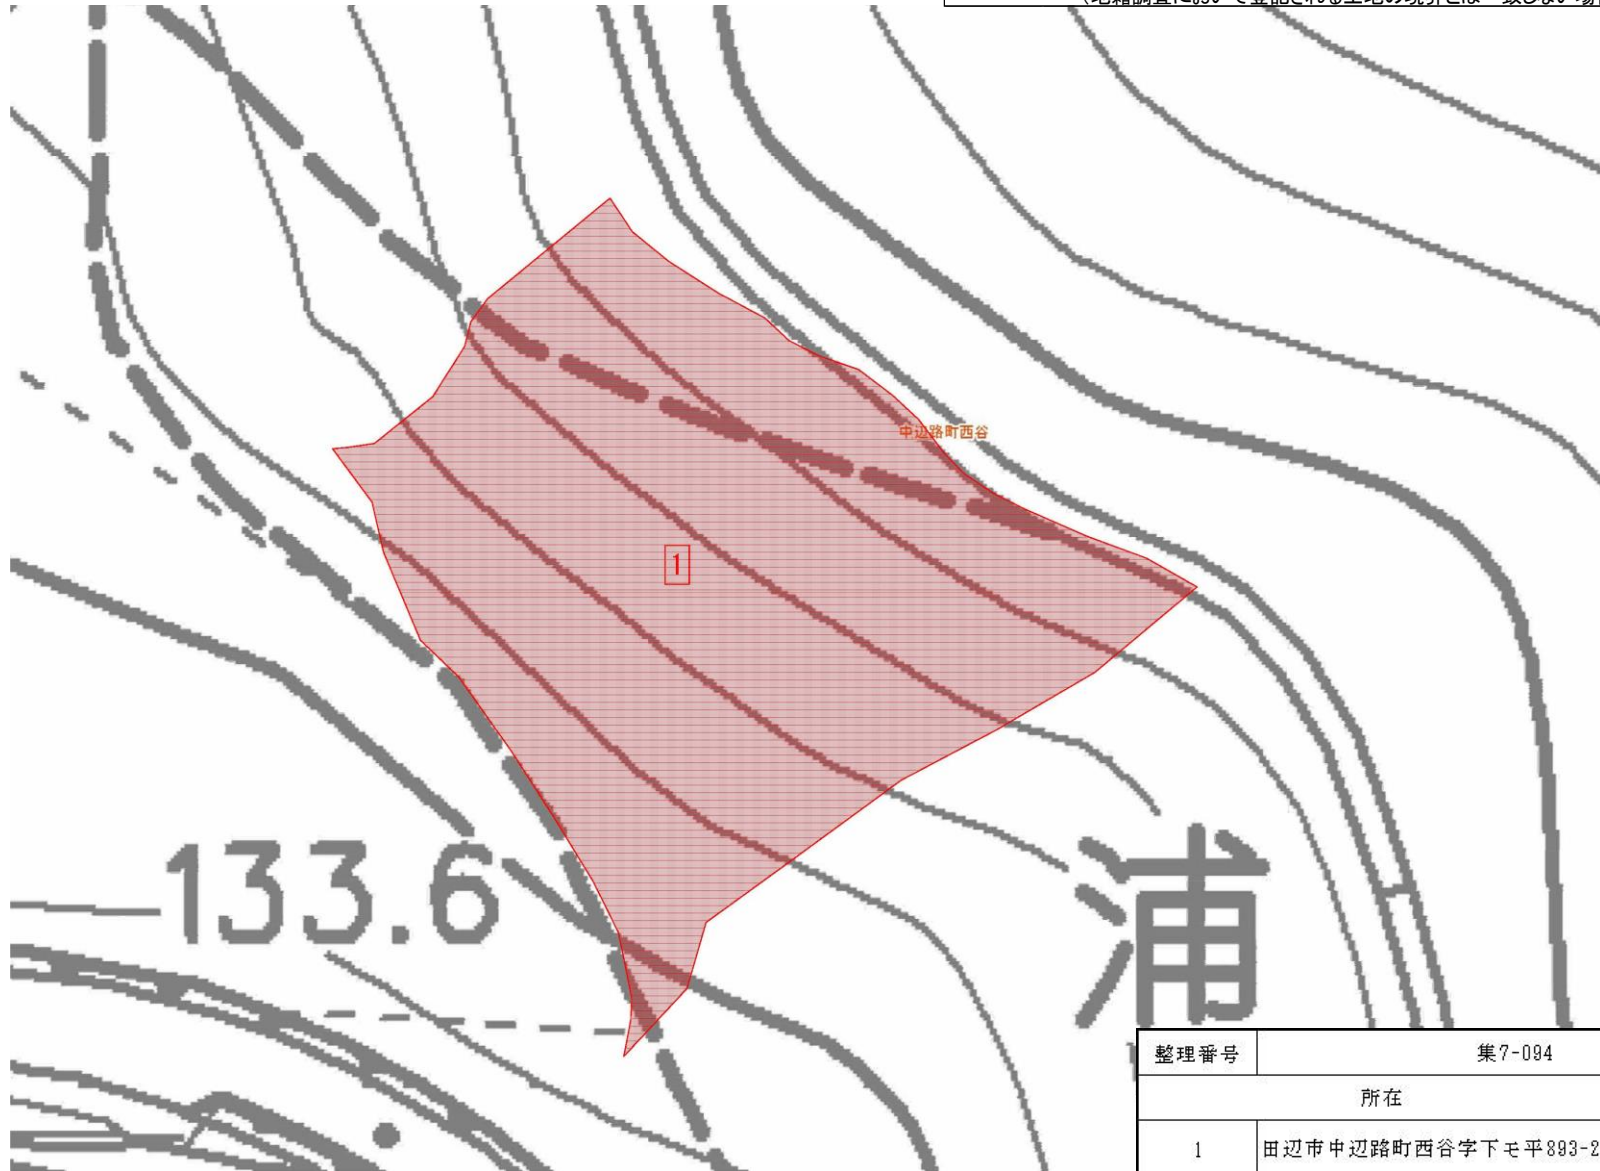 中辺路町西谷
1
133.6
浦
整理番号 集7-094
所在
1 田辺市中辺路町西谷字下モ平893-2